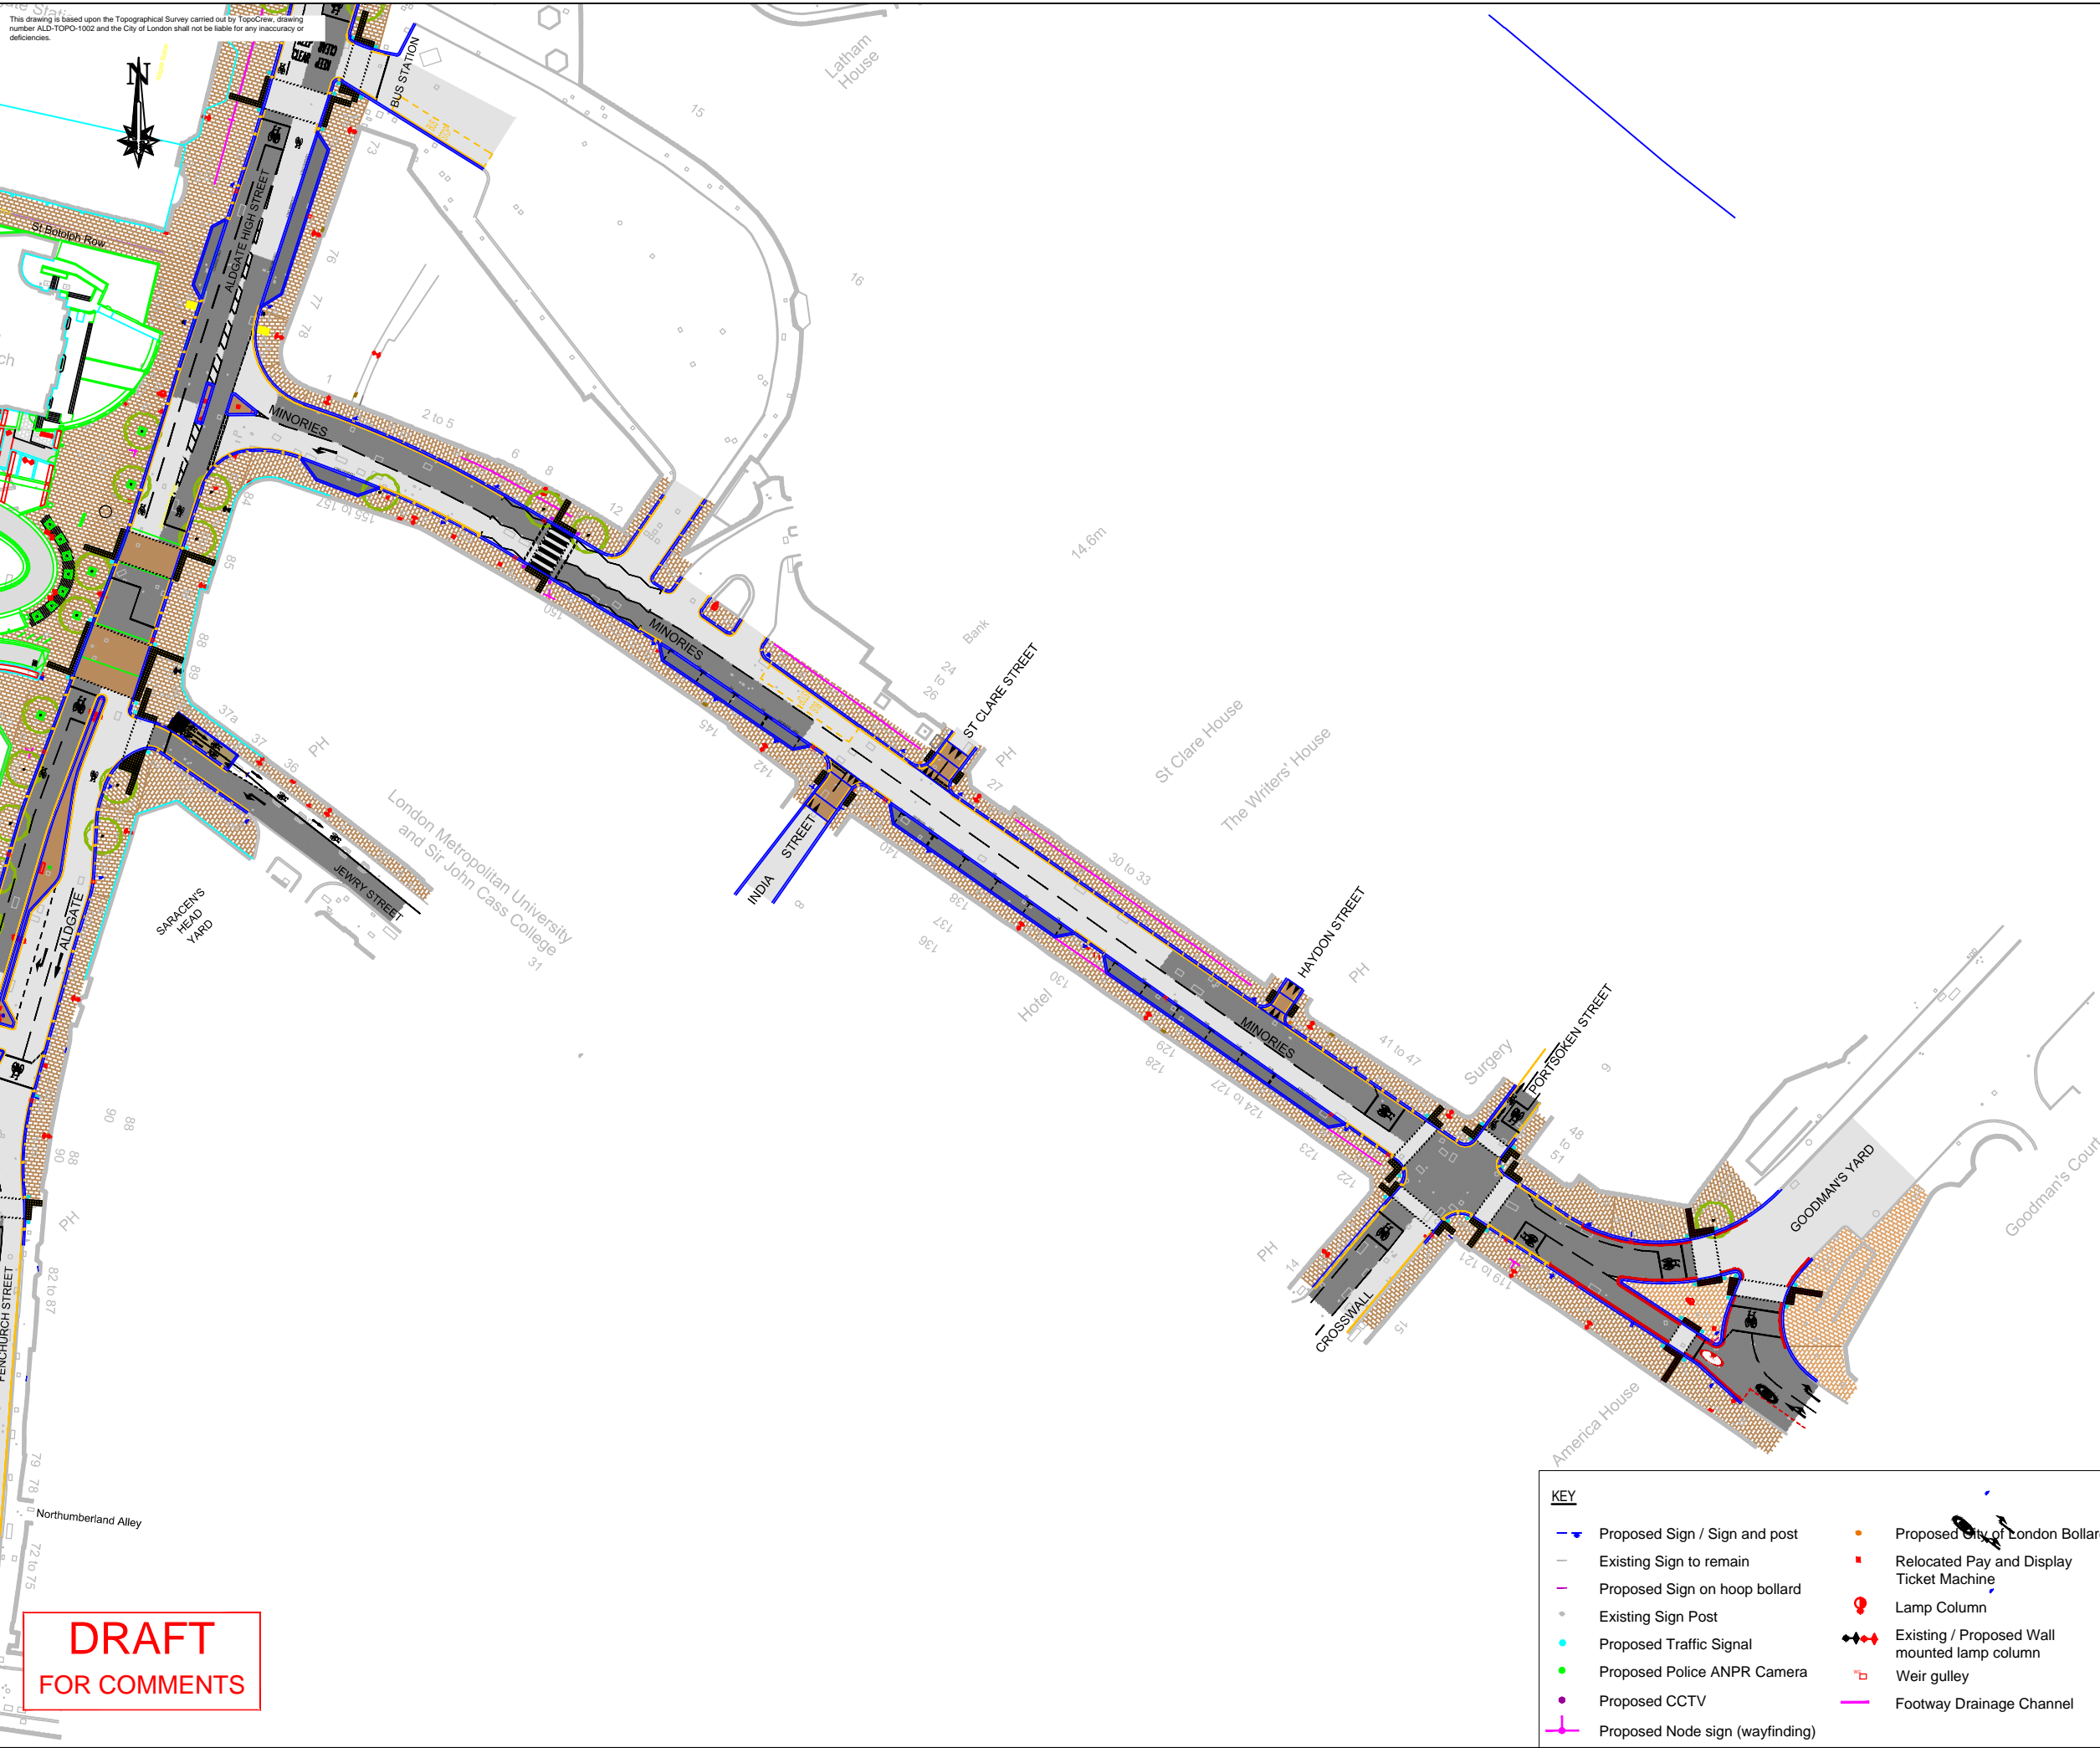 This drawing is based upon the Topographical Survey carried out by TopoCrew, drawing
number ALD-TOPO-1002 and the City of London shall not be liable for any inaccuracy or
deficiencies.
N
BUS STATION
Latham
House
15
16
73
76
77
78
St Botolph Row
ALDGATE HIGH STREET
1
2 to 5
6
8
12
MINORIES
84
85
88
89
155 to 157
150
MINORIES
145
142
14.6m
Bank
24
to
26
ST CLARE STREET
PH
27
St Clare House
The Writers' House
37a
37
36
PH
London Metropolitan University
and Sir John Cass College
31
JEWRY STREET
SARACEN'S
HEAD
YARD
ALDGATE
INDIA
STREET
8
140
138
137
136
30 to 33
HAYDON STREET
PH
Hotel
130
129
128
MINORIES
41 to 47
Surgery
PORTSOKEN STREET
9
124 to 127
123
122
48
to
51
GOODMAN'S YARD
Goodman's Court
90
88
90
88
PH
82 to 87
FENCHURCH STREET
PH
14
CROSSWALL
15
119 to 121
America House
79
78
Northumberland Alley
72 to 75
DRAFT
FOR COMMENTS
KEY
Proposed Sign / Sign and post
Existing Sign to remain
Proposed Sign on hoop bollard
Existing Sign Post
Proposed Traffic Signal
Proposed Police ANPR Camera
Proposed CCTV
Proposed Node sign (wayfinding)
Proposed City of London Bollar
Relocated Pay and Display
Ticket Machine
Lamp Column
Existing / Proposed Wall
mounted lamp column
Weir gulley
Footway Drainage Channel